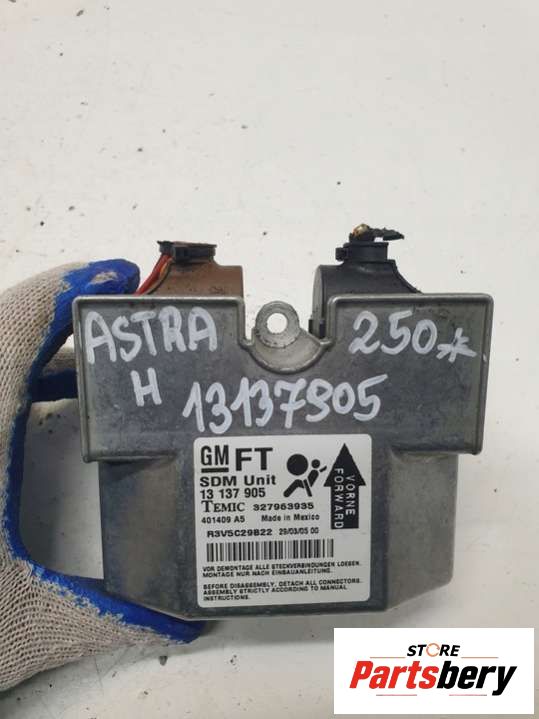 ASTRA 250*
H 13137905
GM FT
SDM Unit
13 137 905
TEMIC 327963935
401409 A5 Made in Mexico
R3V5C29B22 29/03/05 00
VORNE
FORWARD
VOR DEMONTAGE ALLE STECKVERBINDUNGEN LOESEN.
MONTAGE NUR NACH EINBAUANLEITUNG.
BEFORE DISASSEMBLY, DETACH ALL CONNECTORS.
ASSEMBLY STRICTLY ACCORDING TO MANUAL
INSTRUCTIONS.
STORE
Partsbery